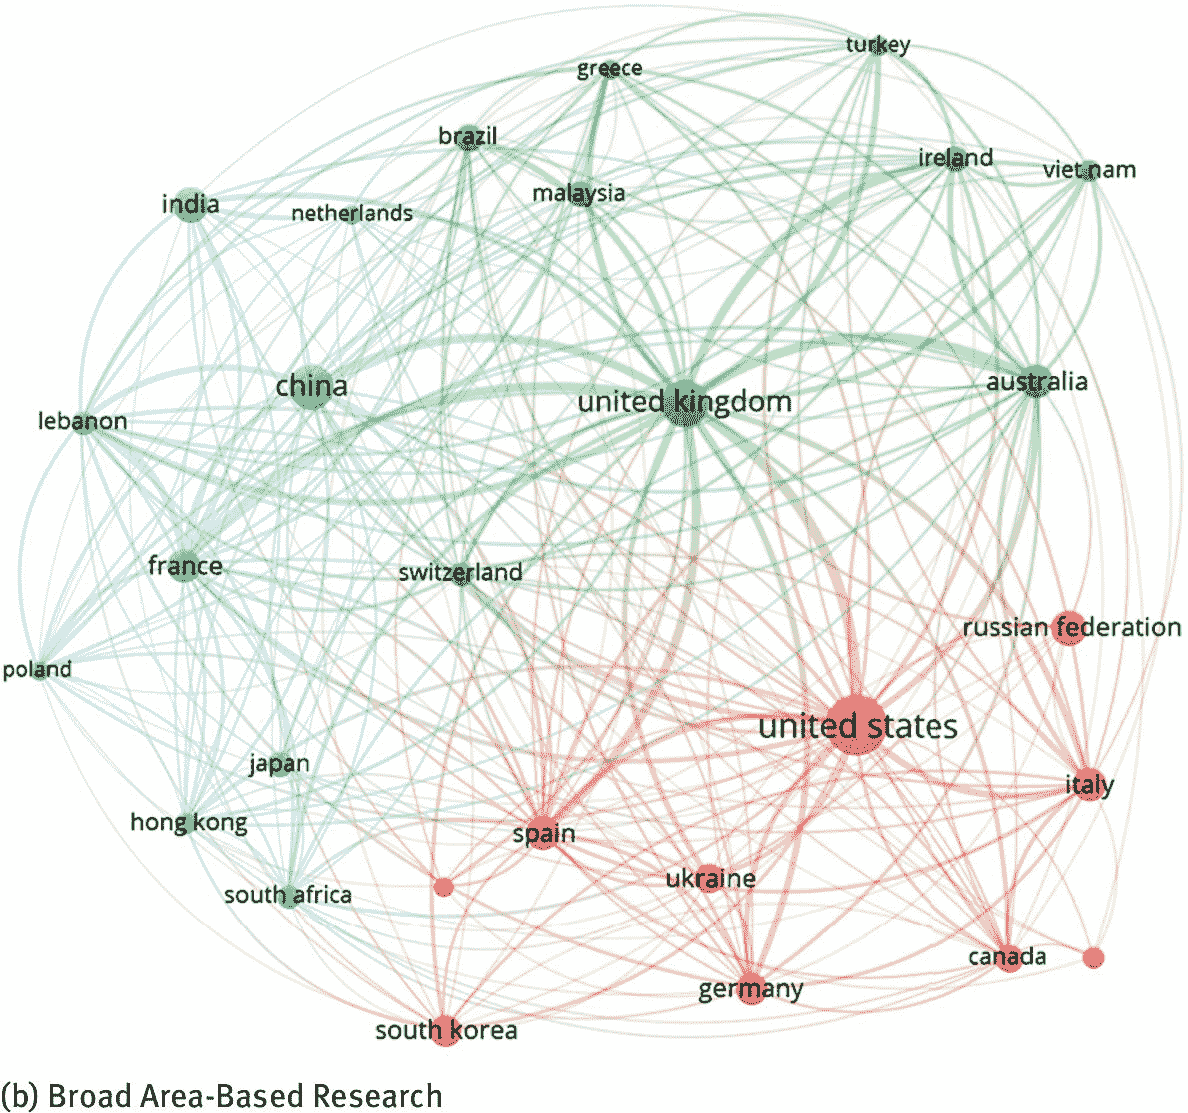 turkey
greece
brazil
ireland
viet nam
malaysia
india
netherlands
china
australia
united kingdom
lebanon
france
switzerland
russian federation
poland
united states
japan
italy
hong kong
spain
ukraine
south africa
canada
germany
south korea
(b) Broad Area-Based Research